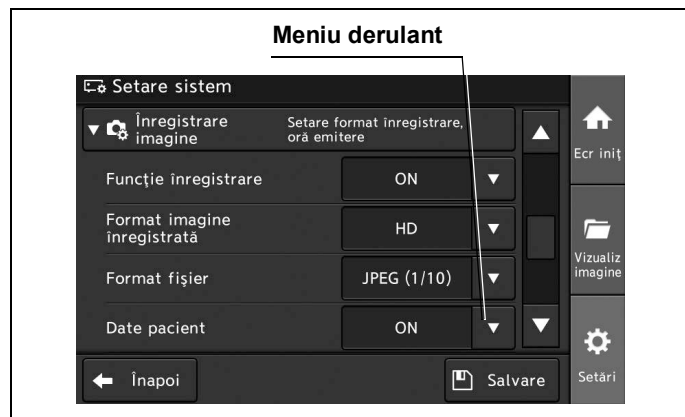 Meniu derulant
Setare sistem
Înregistrare
imagine
Setare format înregistrare,
oră emitere
Funcție înregistrare
ON
Format imagine
înregistrată
HD
Format fișier
JPEG (1/10)
Date pacient
ON
Înapoi
Salvare
Ecr iniț
Vizualiz
imagine
Setări